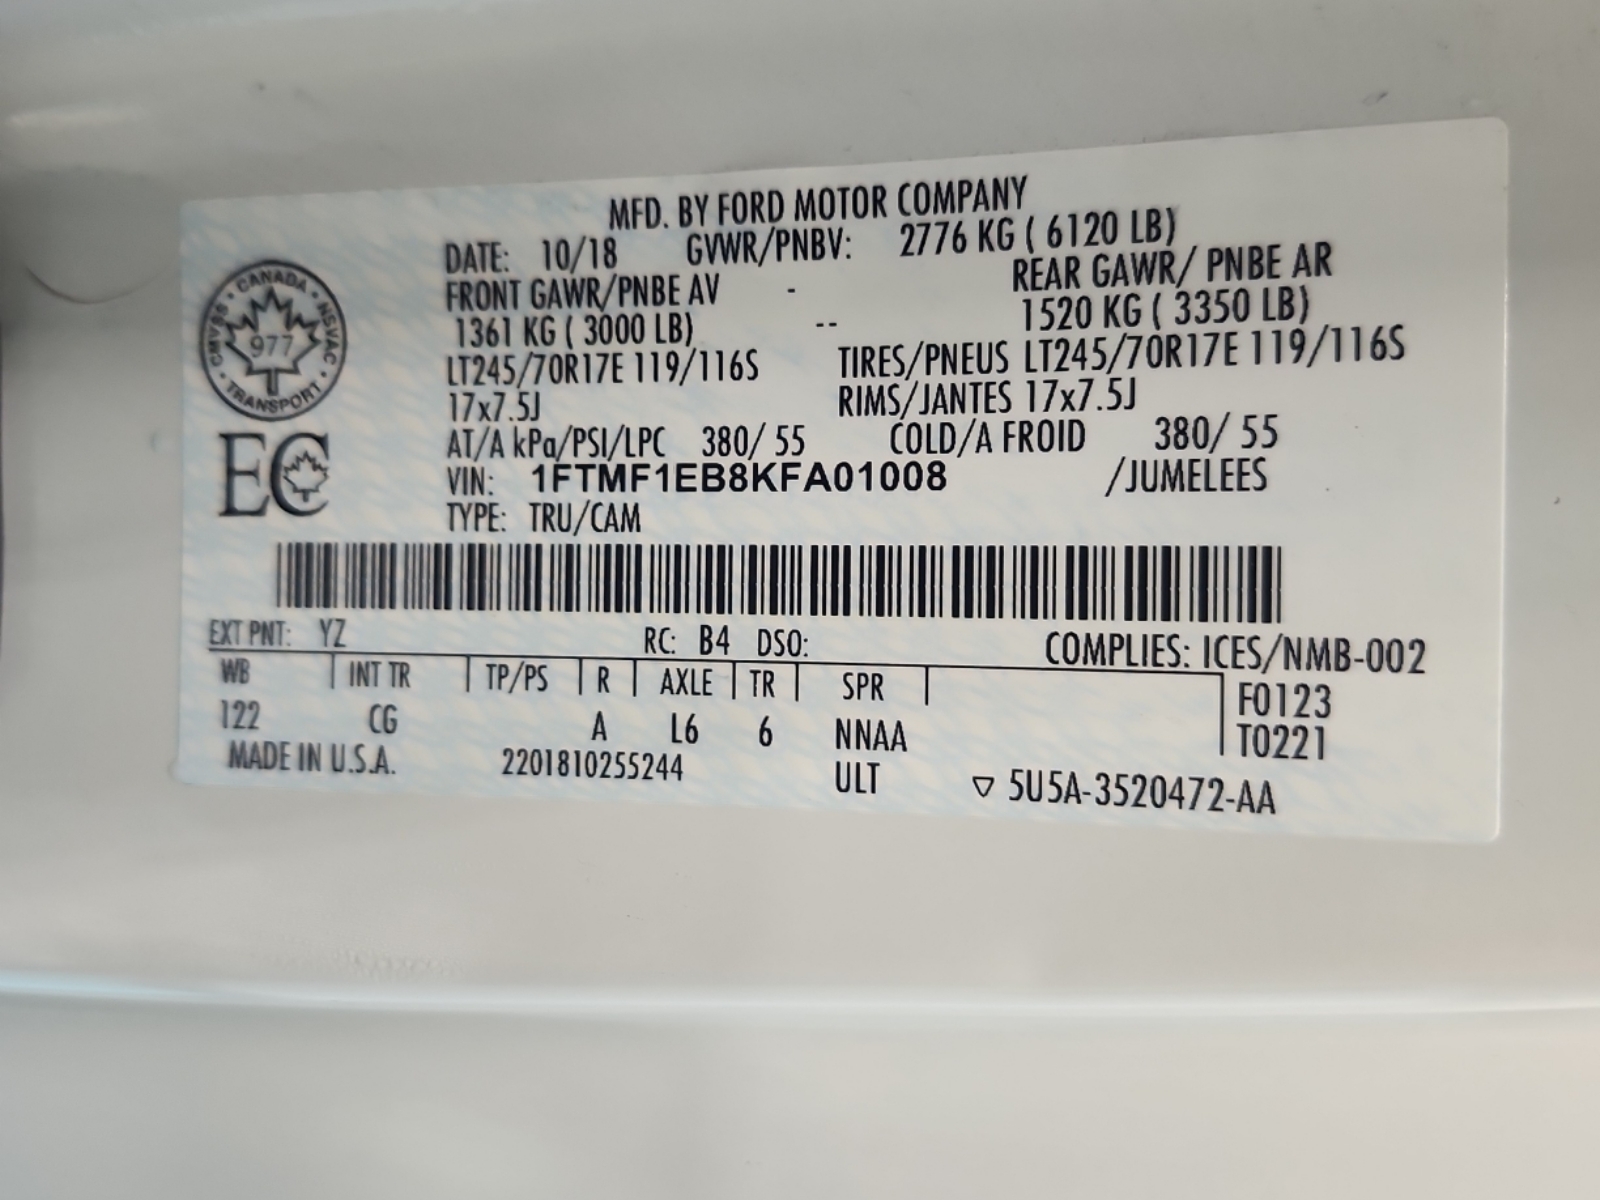 MFD. BY FORD MOTOR COMPANY
DATE: 10/18 GVWR/PNBV: 2776 KG ( 6120 LB)
FRONT GAWR/PNBE AV - REAR GAWR/ PNBE AR
1361 KG ( 3000 LB) -- 1520 KG ( 3350 LB)
LT245/70R17E 119/116S TIRES/PNEUS LT245/70R17E 119/116S
17x7.5J RIMS/JANTES 17x7.5J
AT/A kPa/PSI/LPC 380/ 55 COLD/A FROID 380/ 55
VIN: 1FTMF1EB8KFA01008 /JUMELEES
TYPE: TRU/CAM
CANADA · NSVAC · TRANSPORT · CMVSS ·
977
EC
EXT PNT: YZ RC: B4 DSO: COMPLIES: ICES/NMB-002
WB | INT TR | TP/PS | R | AXLE | TR | SPR | F0123
122 CG A L6 6 NNAA T0221
MADE IN U.S.A. 2201810255244 ULT ▽ 5U5A-3520472-AA